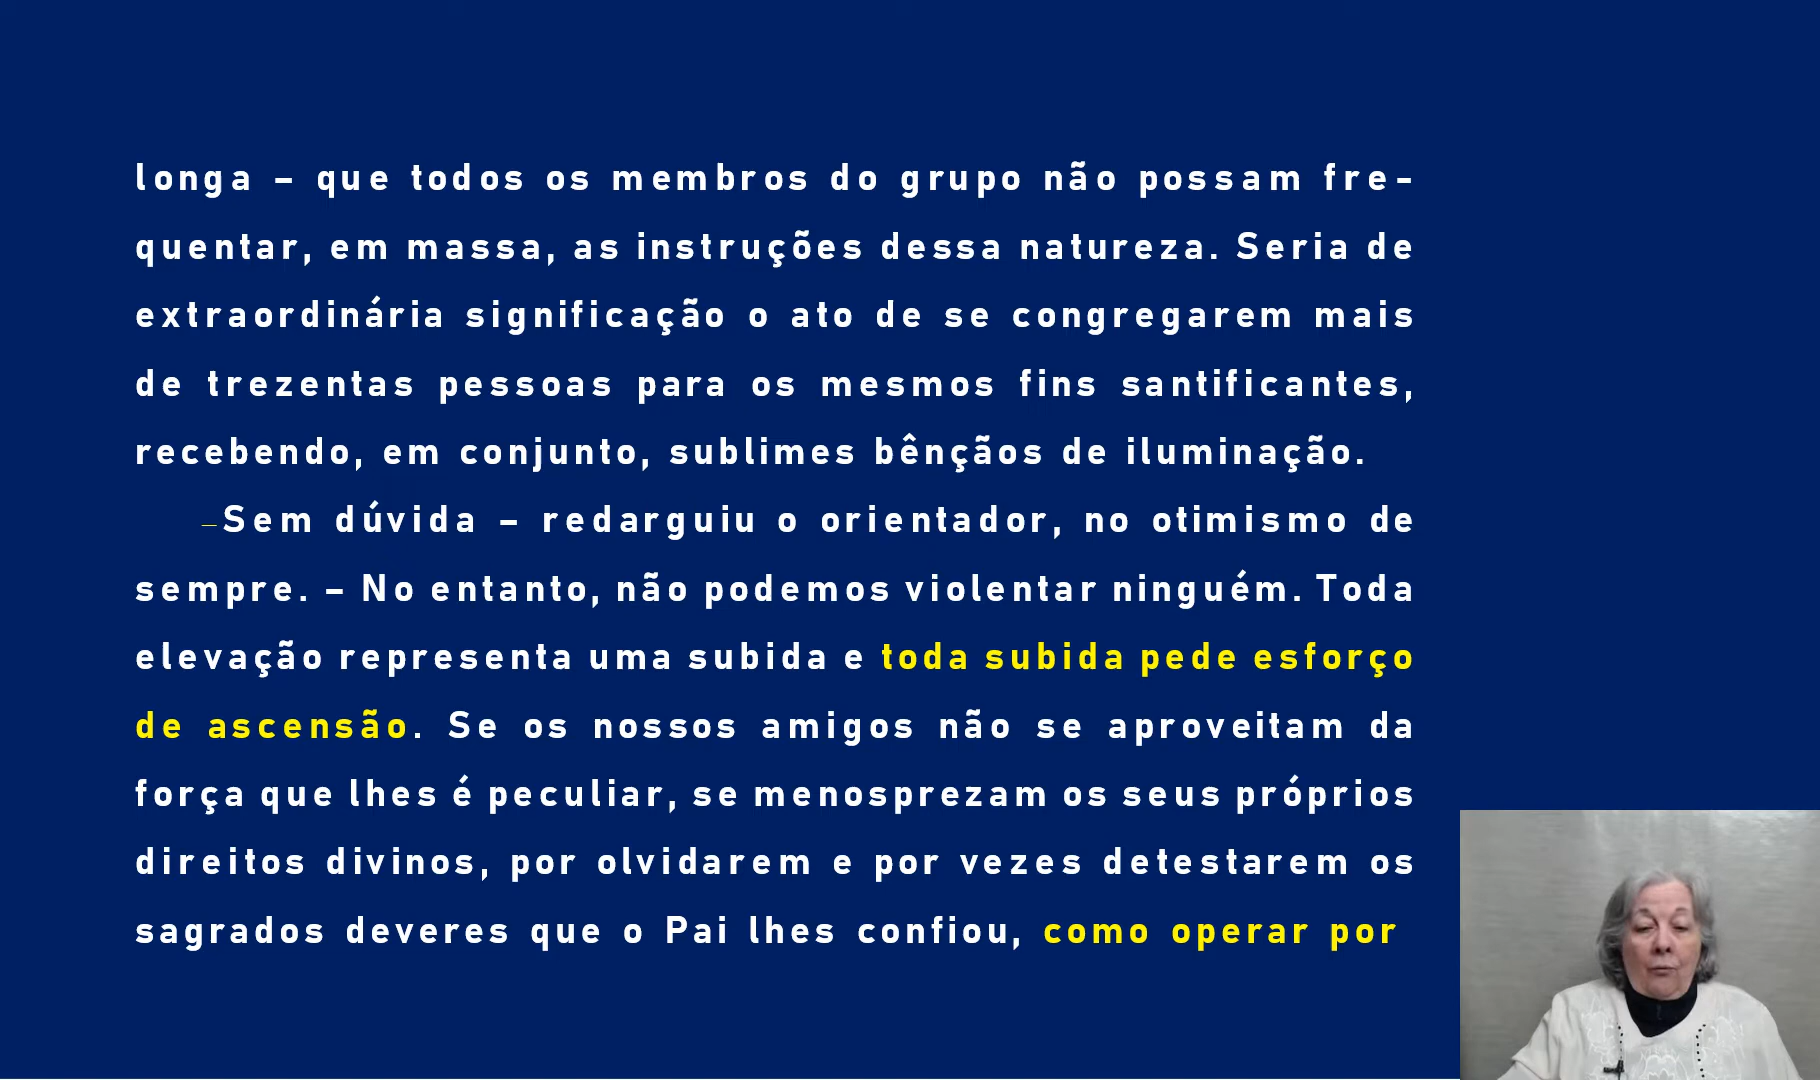 longa – que todos os membros do grupo não possam fre-
quentar, em massa, as instruções dessa natureza. Seria de
extraordinária significação o ato de se congregarem mais
de trezentas pessoas para os mesmos fins santificantes,
recebendo, em conjunto, sublimes bênçãos de iluminação.
–Sem dúvida – redarguiu o orientador, no otimismo de
sempre. – No entanto, não podemos violentar ninguém. Toda
elevação representa uma subida e toda subida pede esforço
de ascensão. Se os nossos amigos não se aproveitam da
força que lhes é peculiar, se menosprezam os seus próprios
direitos divinos, por olvidarem e por vezes detestarem os
sagrados deveres que o Pai lhes confiou, como operar por